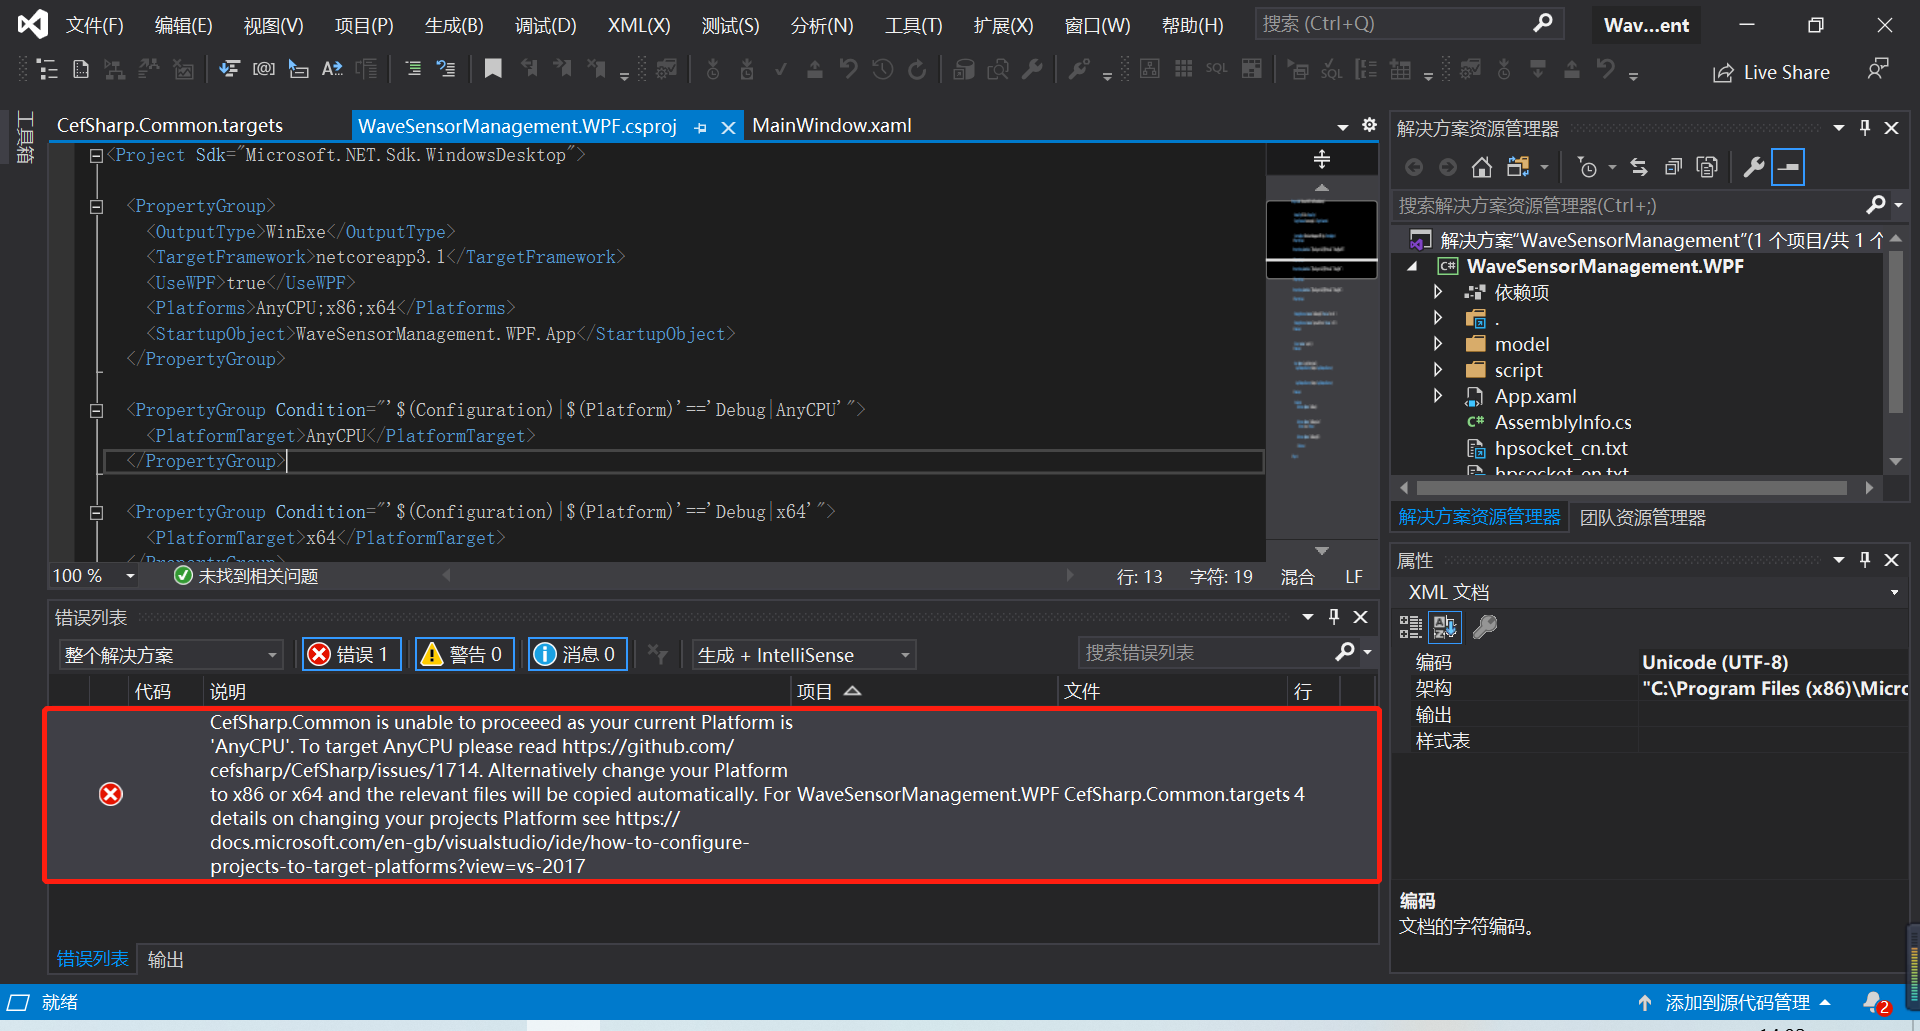 文件(F) 编辑(E) 视图(V) 项目(P) 生成(B) 调试(D) XML(X) 测试(S) 分析(N) 工具(T) 扩展(X) 窗口(W) 帮助(H) 搜索 (Ctrl+Q) Wav...ent
Live Share
工具箱
CefSharp.Common.targets WaveSensorManagement.WPF.csproj MainWindow.xaml
<Project Sdk="Microsoft.NET.Sdk.WindowsDesktop">
<PropertyGroup>
<OutputType>WinExe</OutputType>
<TargetFramework>netcoreapp3.1</TargetFramework>
<UseWPF>true</UseWPF>
<Platforms>AnyCPU;x86;x64</Platforms>
<StartupObject>WaveSensorManagement.WPF.App</StartupObject>
</PropertyGroup>
<PropertyGroup Condition="'$(Configuration)|$(Platform)'=='Debug|AnyCPU'">
<PlatformTarget>AnyCPU</PlatformTarget>
</PropertyGroup>
<PropertyGroup Condition="'$(Configuration)|$(Platform)'=='Debug|x64'">
<PlatformTarget>x64</PlatformTarget>
</PropertyGroup>
100 % 未找到相关问题 行: 13 字符: 19 混合 LF
错误列表
整个解决方案 错误 1 警告 0 消息 0 生成 + IntelliSense 搜索错误列表
代码 说明 项目 文件 行
CefSharp.Common is unable to proceeed as your current Platform is
'AnyCPU'. To target AnyCPU please read https://github.com/
cefsharp/CefSharp/issues/1714. Alternatively change your Platform
to x86 or x64 and the relevant files will be copied automatically. For WaveSensorManagement.WPF CefSharp.Common.targets 4
details on changing your projects Platform see https://
docs.microsoft.com/en-gb/visualstudio/ide/how-to-configure-
projects-to-target-platforms?view=vs-2017
错误列表 输出
解决方案资源管理器
搜索解决方案资源管理器(Ctrl+;)
解决方案"WaveSensorManagement"(1 个项目/共 1 个
WaveSensorManagement.WPF
依赖项
.
model
script
App.xaml
AssemblyInfo.cs
hpsocket_cn.txt
hpsocket_en.txt
解决方案资源管理器 团队资源管理器
属性
XML 文档
编码 Unicode (UTF-8)
架构 "C:\Program Files (x86)\Micro
输出
样式表
编码
文档的字符编码。
就绪 添加到源代码管理 2